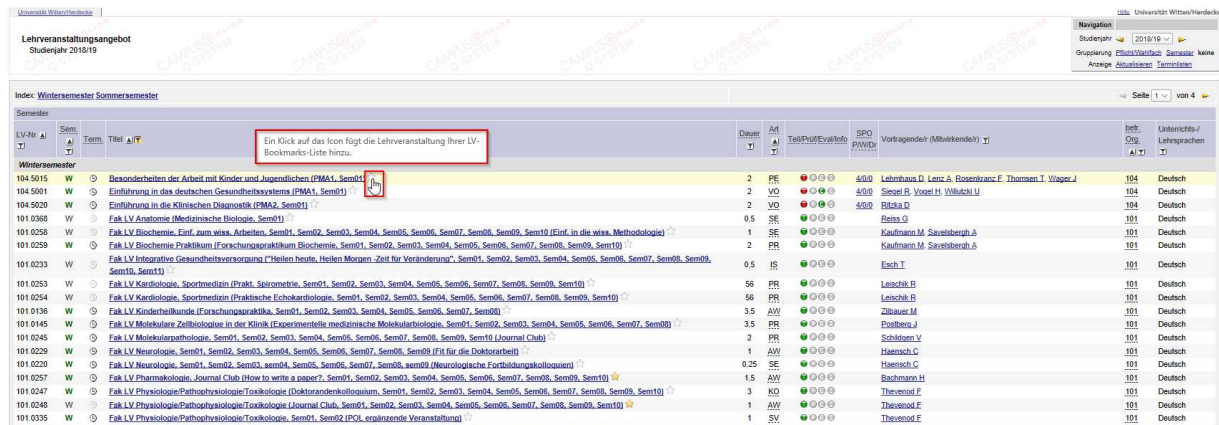 Universität Witten/Herdecke
Hilfe Universität Witten/Herdecke
Lehrveranstaltungsangebot
Studienjahr 2018/19
CAMPUSonline
Q-SYSTEM
Navigation
Studienjahr 2018/19
Gruppierung Pflicht/Wahlfach Semester keine
Anzeige Aktualisieren Terminlisten
Index: Wintersemester Sommersemester
Seite 1 von 4
Semester
LV-Nr Sem. Term. Titel Dauer Art Teil/Prüf/Eval/Info SPO P/W/Dr Vortragende/r (Mitwirkende/r) betr. Org. Unterrichts-/Lehrsprachen
Ein Klick auf das Icon fügt die Lehrveranstaltung Ihrer LV-
Bookmarks-Liste hinzu.
Wintersemester
104.5015 W Besonderheiten der Arbeit mit Kinder und Jugendlichen (PMA1, Sem01) 2 PE 4/0/0 Lehmhaus D, Lenz A, Rosenkranz F, Thomsen T, Wager J 104 Deutsch
104.5001 W Einführung in das deutschen Gesundheitssystems (PMA1, Sem01) 2 VO 4/0/0 Siegel R, Vogel H, Willutzki U 104 Deutsch
104.5020 W Einführung in die Klinischen Diagnostik (PMA2, Sem01) 2 VO 4/0/0 Ritzka D 104 Deutsch
101.0368 W Fak LV Anatomie (Medizinische Biologie, Sem01) 0,5 SE Reiss G 101 Deutsch
101.0258 W Fak LV Biochemie, Einf. zum wiss. Arbeiten, Sem01, Sem02, Sem03, Sem04, Sem05, Sem06, Sem07, Sem08, Sem09, Sem10 (Einf. in die wiss. Methodologie) 1 SE Kaufmann M, Savelsbergh A 101 Deutsch
101.0259 W Fak LV Biochemie Praktikum (Forschungspraktikum Biochemie, Sem01, Sem02, Sem03, Sem04, Sem05, Sem06, Sem07, Sem08, Sem09, Sem10) 2 PR Kaufmann M, Savelsbergh A 101 Deutsch
101.0233 W Fak LV Integrative Gesundheitsversorgung ("Heilen heute, Heilen Morgen -Zeit für Veränderung", Sem01, Sem02, Sem03, Sem04, Sem05, Sem06, Sem07, Sem08, Sem09,
Sem10, Sem11) 0,5 IS Esch T 101 Deutsch
101.0253 W Fak LV Kardiologie, Sportmedizin (Prakt. Spirometrie, Sem01, Sem02, Sem03, Sem04, Sem05, Sem06, Sem07, Sem08, Sem09, Sem10) 56 PR Leischik R 101 Deutsch
101.0254 W Fak LV Kardiologie, Sportmedizin (Praktische Echokardiologie, Sem01, Sem02, Sem03, Sem04, Sem05, Sem06, Sem07, Sem08, Sem09, Sem10) 56 PR Leischik R 101 Deutsch
101.0136 W Fak LV Kinderheilkunde (Forschungspraktika, Sem01, Sem02, Sem03, Sem04, Sem05, Sem06, Sem07, Sem08) 3,5 AW Zilbauer M 101 Deutsch
101.0145 W Fak LV Molekulare Zellbiologiue in der Klinik (Experimentelle medizinische Molekularbiologie, Sem01, Sem02, Sem03, Sem04, Sem05, Sem06, Sem07, Sem08) 3,5 PR Postberg J 101 Deutsch
101.0245 W Fak LV Molekularpathologie, Sem01, Sem02, Sem03, Sem04, Sem05, Sem06, Sem07, Sem08, Sem09, Sem10 (Journal Club) 2 PR Schildgen V 101 Deutsch
101.0229 W Fak LV Neurologie, Sem01, Sem02, Sem03, Sem04, Sem05, Sem06, Sem07, Sem08, Sem09 (Fit für die Doktorarbeit) 1 AW Haensch C 101 Deutsch
101.0220 W Fak LV Neurologie, Sem01, Sem02, Sem03, sem04, Sem05, Sem06, Sem07, Sem08, sem09 (Neurologische Fortbildungskolloquien) 0,25 SE Haensch C 101 Deutsch
101.0257 W Fak LV Pharmakologie, Journal Club (How to write a paper?, Sem01, Sem02, Sem03, Sem04, Sem05, Sem06, Sem07, Sem08, Sem09, Sem10) 1,5 AW Bachmann H 101 Deutsch
101.0247 W Fak LV Physiologie/Pathophysiologie/Toxikologie (Doktorandenkolloquium, Sem01, Sem02, Sem03, Sem04, Sem05, Sem06, Sem07, Sem08, Sem09, Sem10) 3 KO Thevenod F 101 Deutsch
101.0248 W Fak LV Physiologie/Pathophysiologie/Toxikologie (Journal Club, Sem01, Sem02, Sem03, Sem04, Sem05, Sem06, Sem07, Sem08, Sem09, Sem10) 1 AW Thevenod F 101 Deutsch
101.0335 W Fak LV Physiologie/Pathophysiologie/Toxikologie, Sem01, Sem02 (POL ergänzende Veranstaltung) 1 SV Thevenod F 101 Deutsch